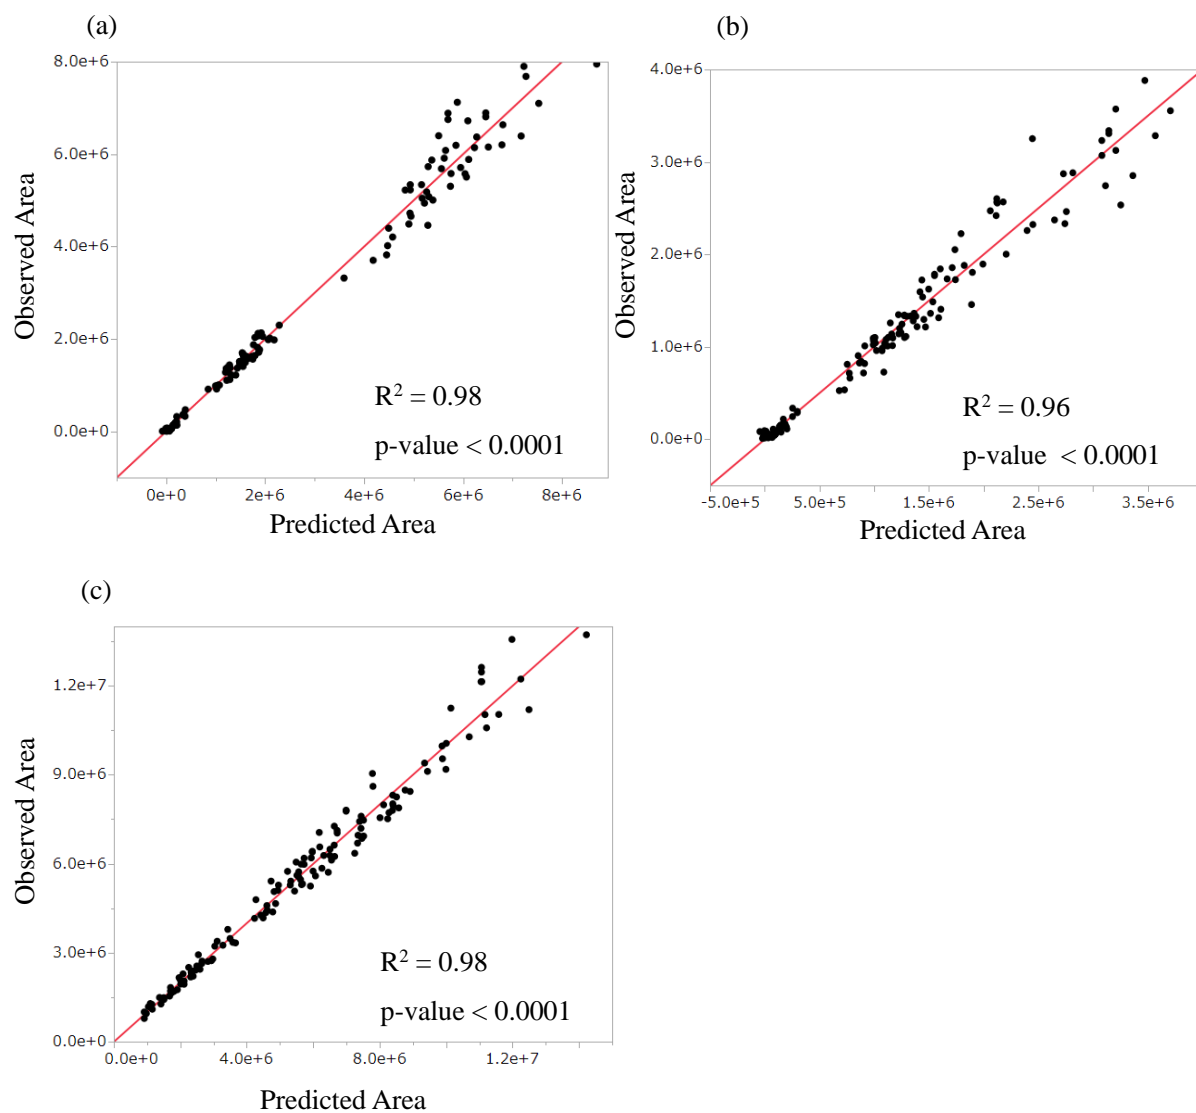 (a)
8.0e+6
6.0e+6
4.0e+6
2.0e+6
0.0e+0
Observed Area
R² = 0.98
p-value < 0.0001
0e+0 2e+6 4e+6 6e+6 8e+6
Predicted Area
(b)
4.0e+6
3.0e+6
2.0e+6
1.0e+6
0.0e+0
Observed Area
R² = 0.96
p-value < 0.0001
-5.0e+5 5.0e+5 1.5e+6 2.5e+6 3.5e+6
Predicted Area
(c)
1.2e+7
9.0e+6
6.0e+6
3.0e+6
0.0e+0
Observed Area
R² = 0.98
p-value < 0.0001
0.0e+0 4.0e+6 8.0e+6 1.2e+7
Predicted Area